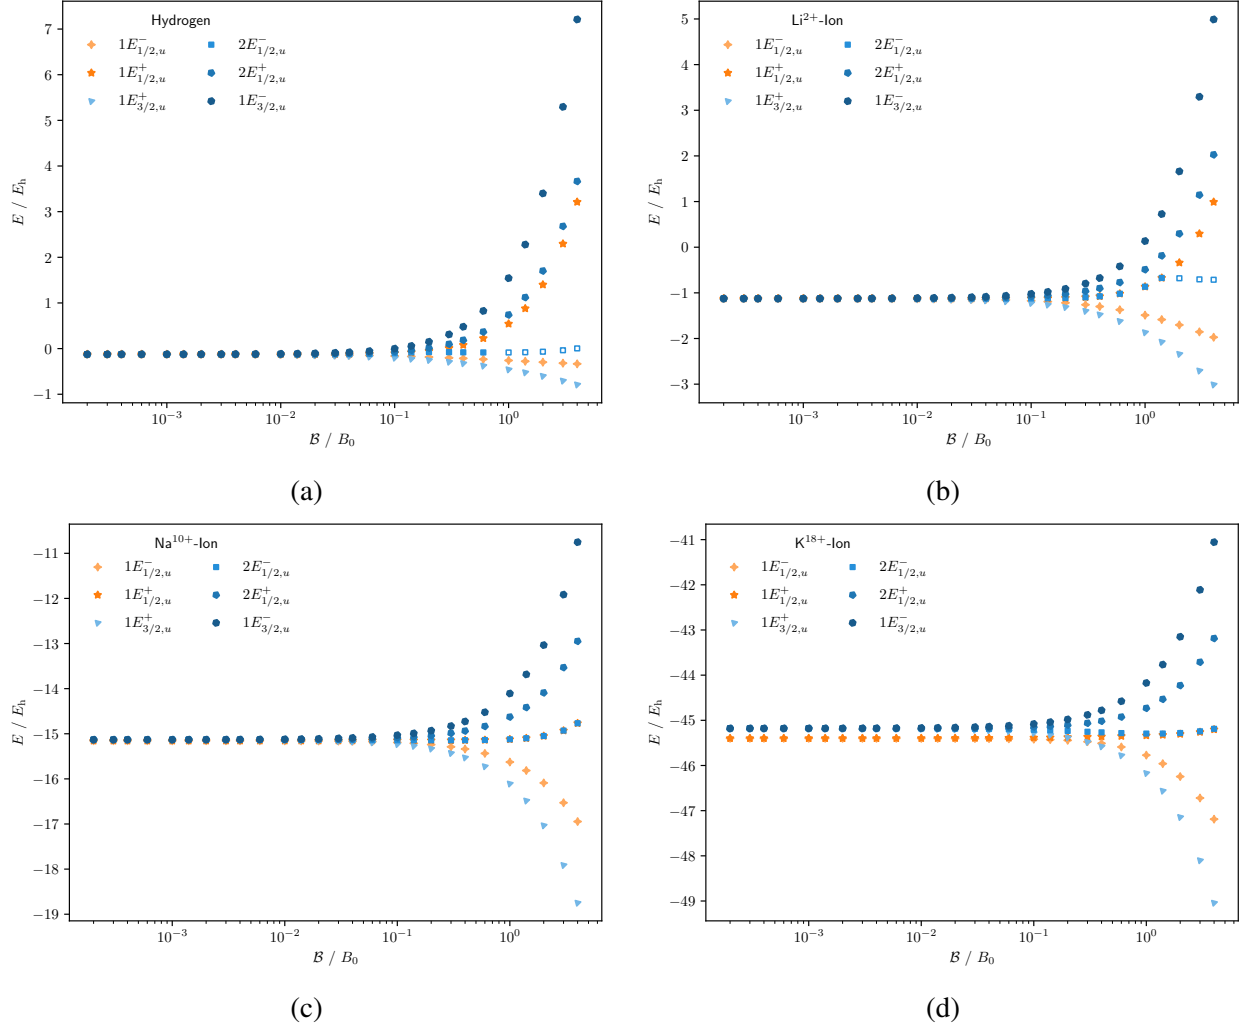 Hydrogen
1E⁻1/2,u 2E⁻1/2,u
1E⁺1/2,u 2E⁺1/2,u
1E⁺3/2,u 1E⁻3/2,u
7
6
5
4
3
2
1
0
−1
E / Eh
10⁻³ 10⁻² 10⁻¹ 10⁰
B / B₀
(a)
Li²⁺-Ion
1E⁻1/2,u 2E⁻1/2,u
1E⁺1/2,u 2E⁺1/2,u
1E⁺3/2,u 1E⁻3/2,u
5
4
3
2
1
0
−1
−2
−3
E / Eh
10⁻³ 10⁻² 10⁻¹ 10⁰
B / B₀
(b)
Na¹⁰⁺-Ion
1E⁻1/2,u 2E⁻1/2,u
1E⁺1/2,u 2E⁺1/2,u
1E⁺3/2,u 1E⁻3/2,u
−11
−12
−13
−14
−15
−16
−17
−18
−19
E / Eh
10⁻³ 10⁻² 10⁻¹ 10⁰
B / B₀
(c)
K¹⁸⁺-Ion
1E⁻1/2,u 2E⁻1/2,u
1E⁺1/2,u 2E⁺1/2,u
1E⁺3/2,u 1E⁻3/2,u
−41
−42
−43
−44
−45
−46
−47
−48
−49
E / Eh
10⁻³ 10⁻² 10⁻¹ 10⁰
B / B₀
(d)